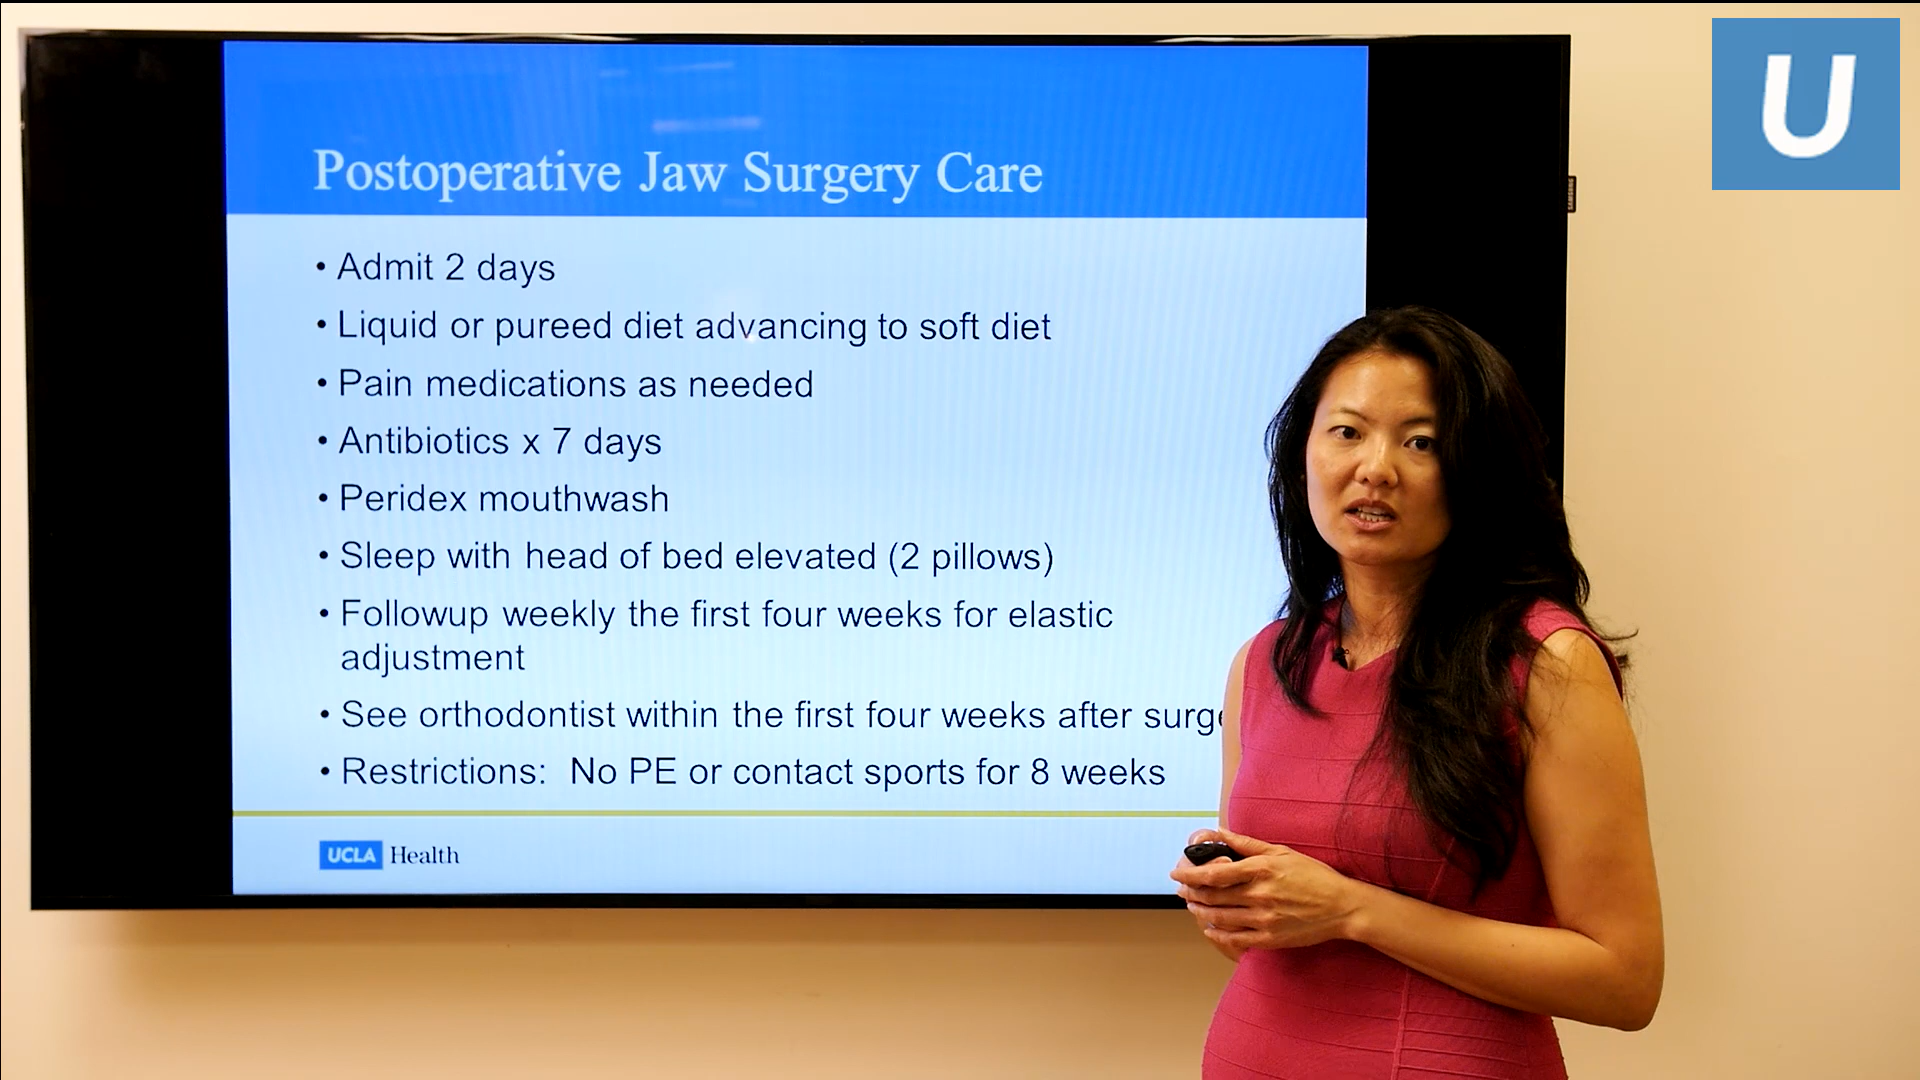 U
Postoperative Jaw Surgery Care
• Admit 2 days
• Liquid or pureed diet advancing to soft diet
• Pain medications as needed
• Antibiotics x 7 days
• Peridex mouthwash
• Sleep with head of bed elevated (2 pillows)
• Followup weekly the first four weeks for elastic
adjustment
• See orthodontist within the first four weeks after surge
• Restrictions: No PE or contact sports for 8 weeks
UCLA Health
SAMSUNG